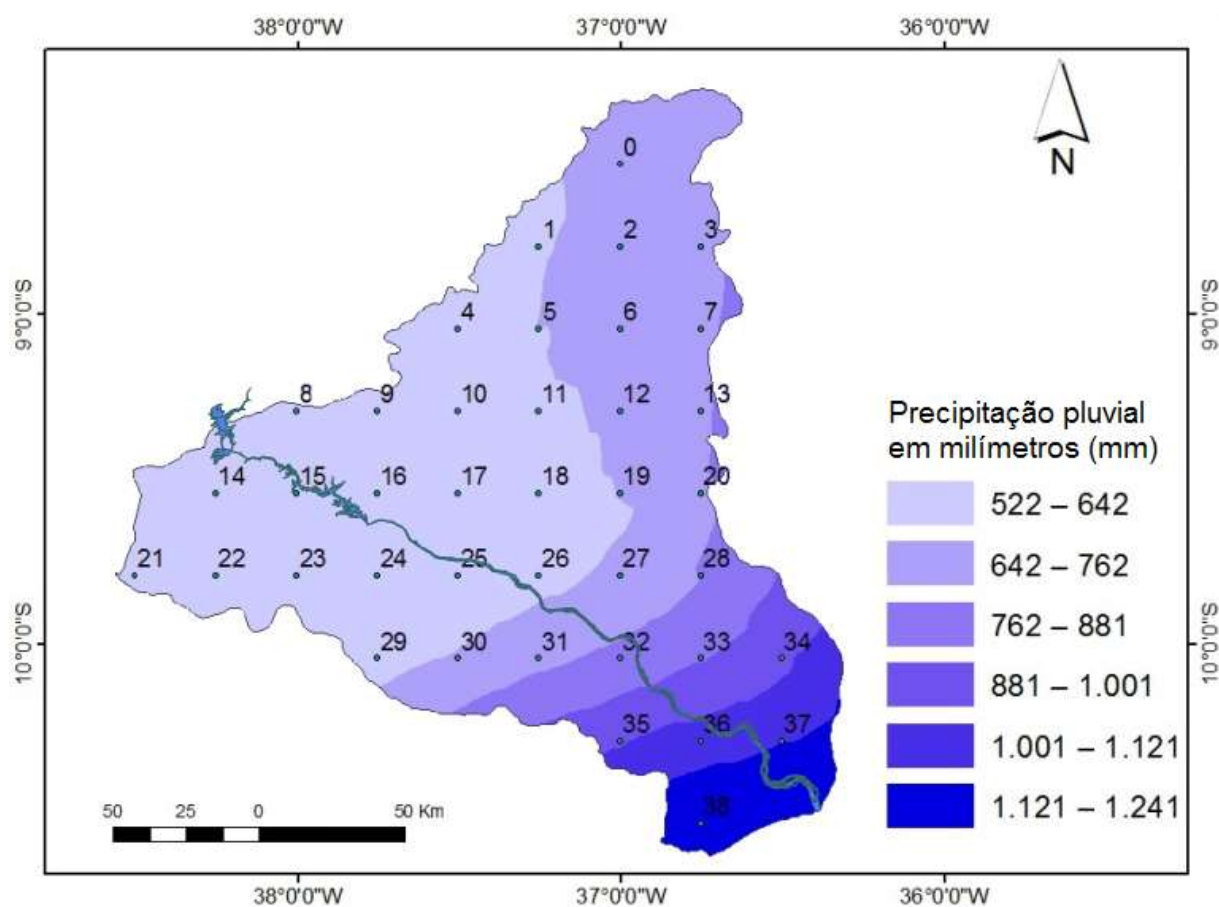 38°0'0"W 37°0'0"W 36°0'0"W
N
0
1 2 3
9°0'0"S 9°0'0"S
4 5 6 7
8 9 10 11 12 13
14 15 16 17 18 19 20
21 22 23 24 25 26 27 28
10°0'0"S 10°0'0"S
29 30 31 32 33 34
35 36 37
38
Precipitação pluvial
em milímetros (mm)
522 – 642
642 – 762
762 – 881
881 – 1.001
1.001 – 1.121
1.121 – 1.241
50 25 0 50 Km
38°0'0"W 37°0'0"W 36°0'0"W